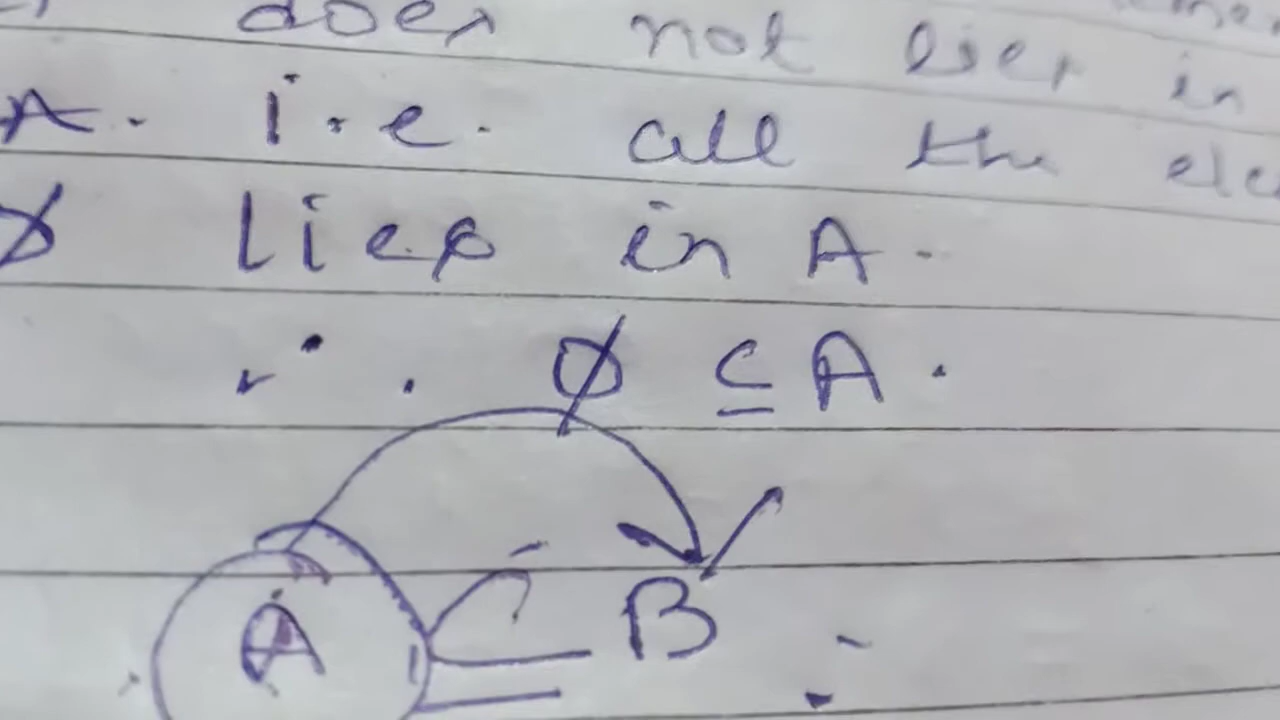 does not lies in
A. i.e. all the
φ lies in A.
∴ φ ⊆ A.
A ⊆ B